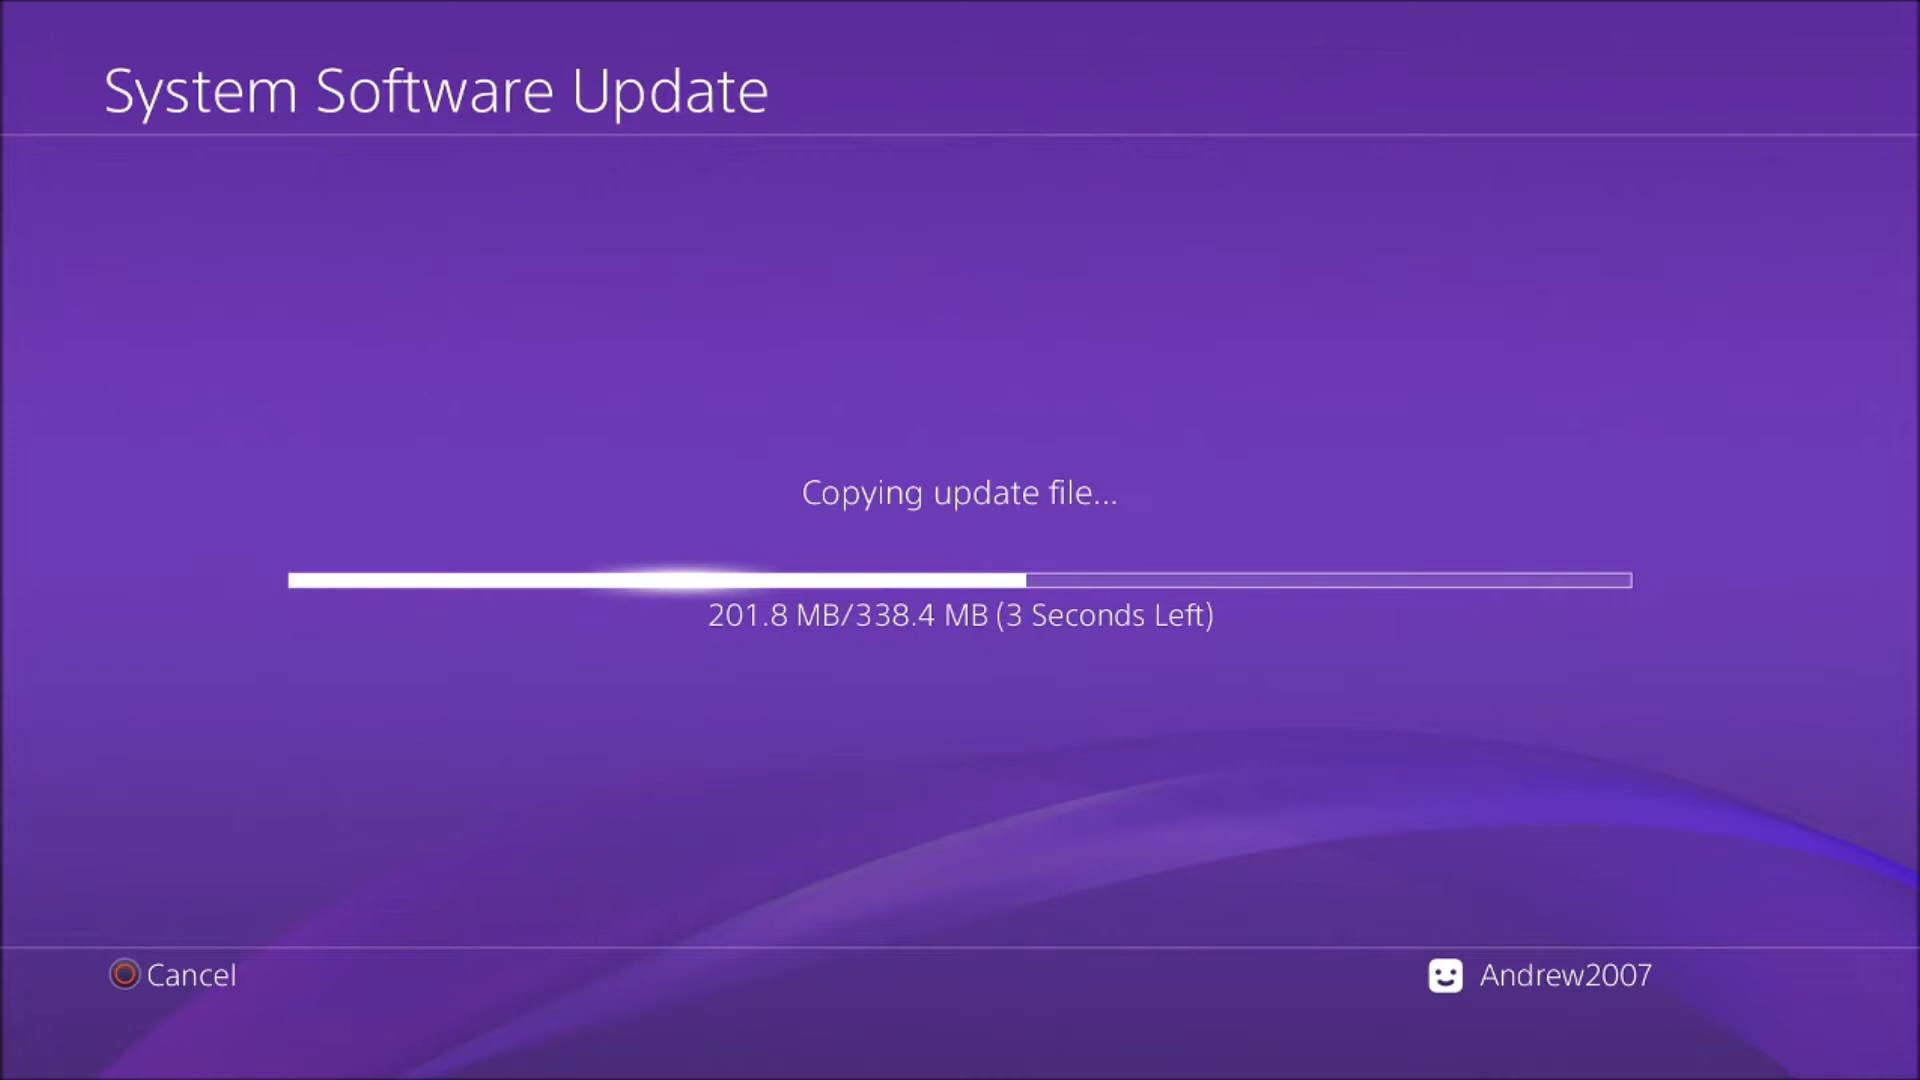 System Software Update
Copying update file...
201.8 MB/338.4 MB (3 Seconds Left)
Cancel
Andrew2007